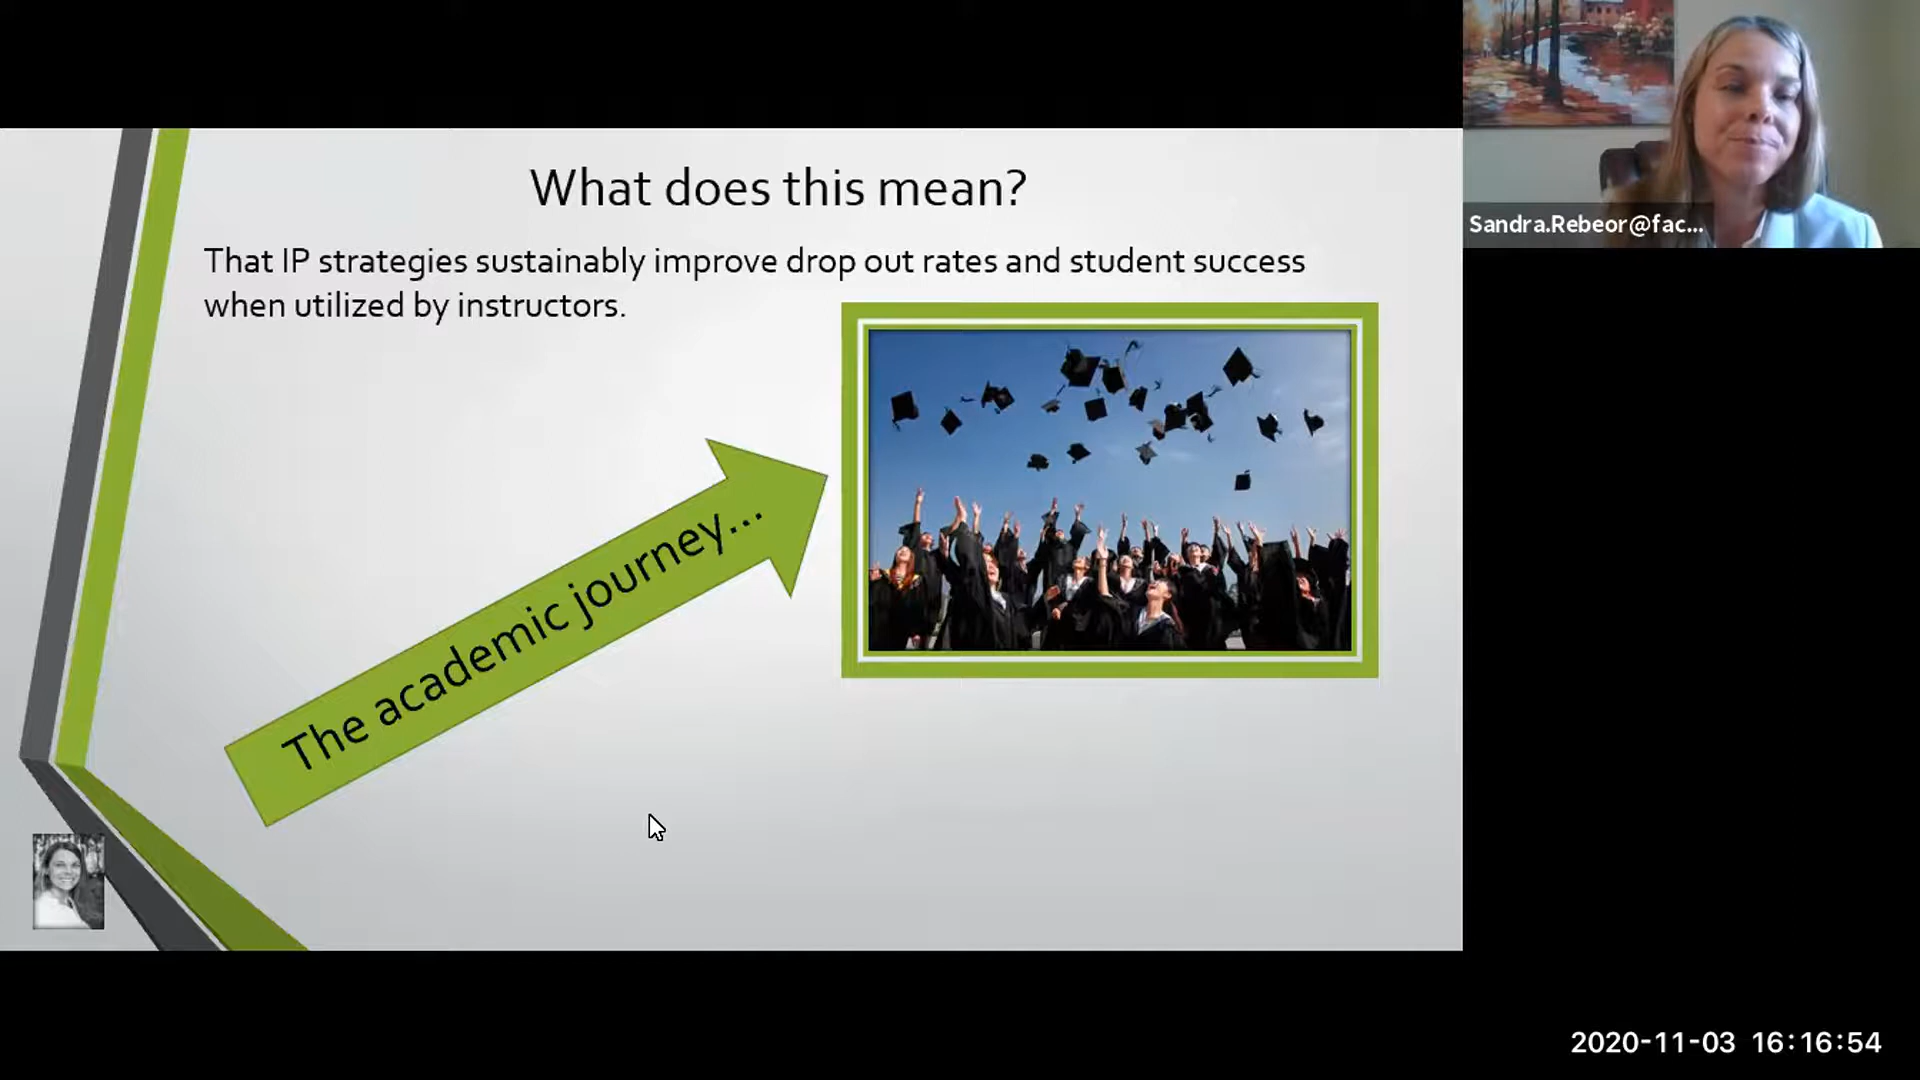 What does this mean?
That IP strategies sustainably improve drop out rates and student success
when utilized by instructors.
The academic journey...
Sandra.Rebeor@fac...
2020-11-03 16:16:54